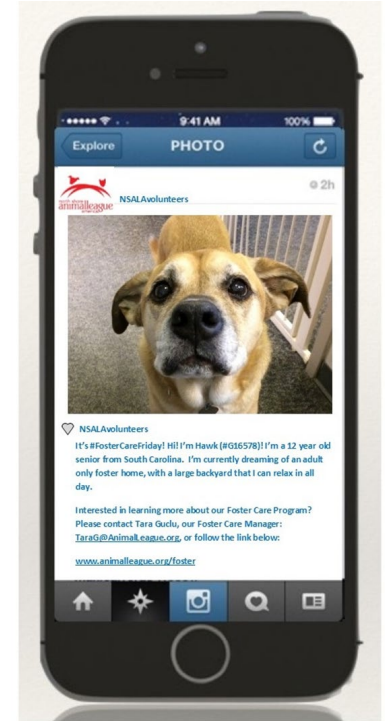 9:41 AM 100%
Explore PHOTO
2h
animalleague NSALAvolunteers
NSALAvolunteers
It's #FosterCareFriday! Hi! I'm Hawk (#G16578)! I'm a 12 year old
senior from South Carolina. I'm currently dreaming of an adult
only foster home, with a large backyard that I can relax in all
day.
Interested in learning more about our Foster Care Program?
Please contact Tara Guclu, our Foster Care Manager:
TaraG@AnimalLeague.org, or follow the link below:
www.animalleague.org/foster